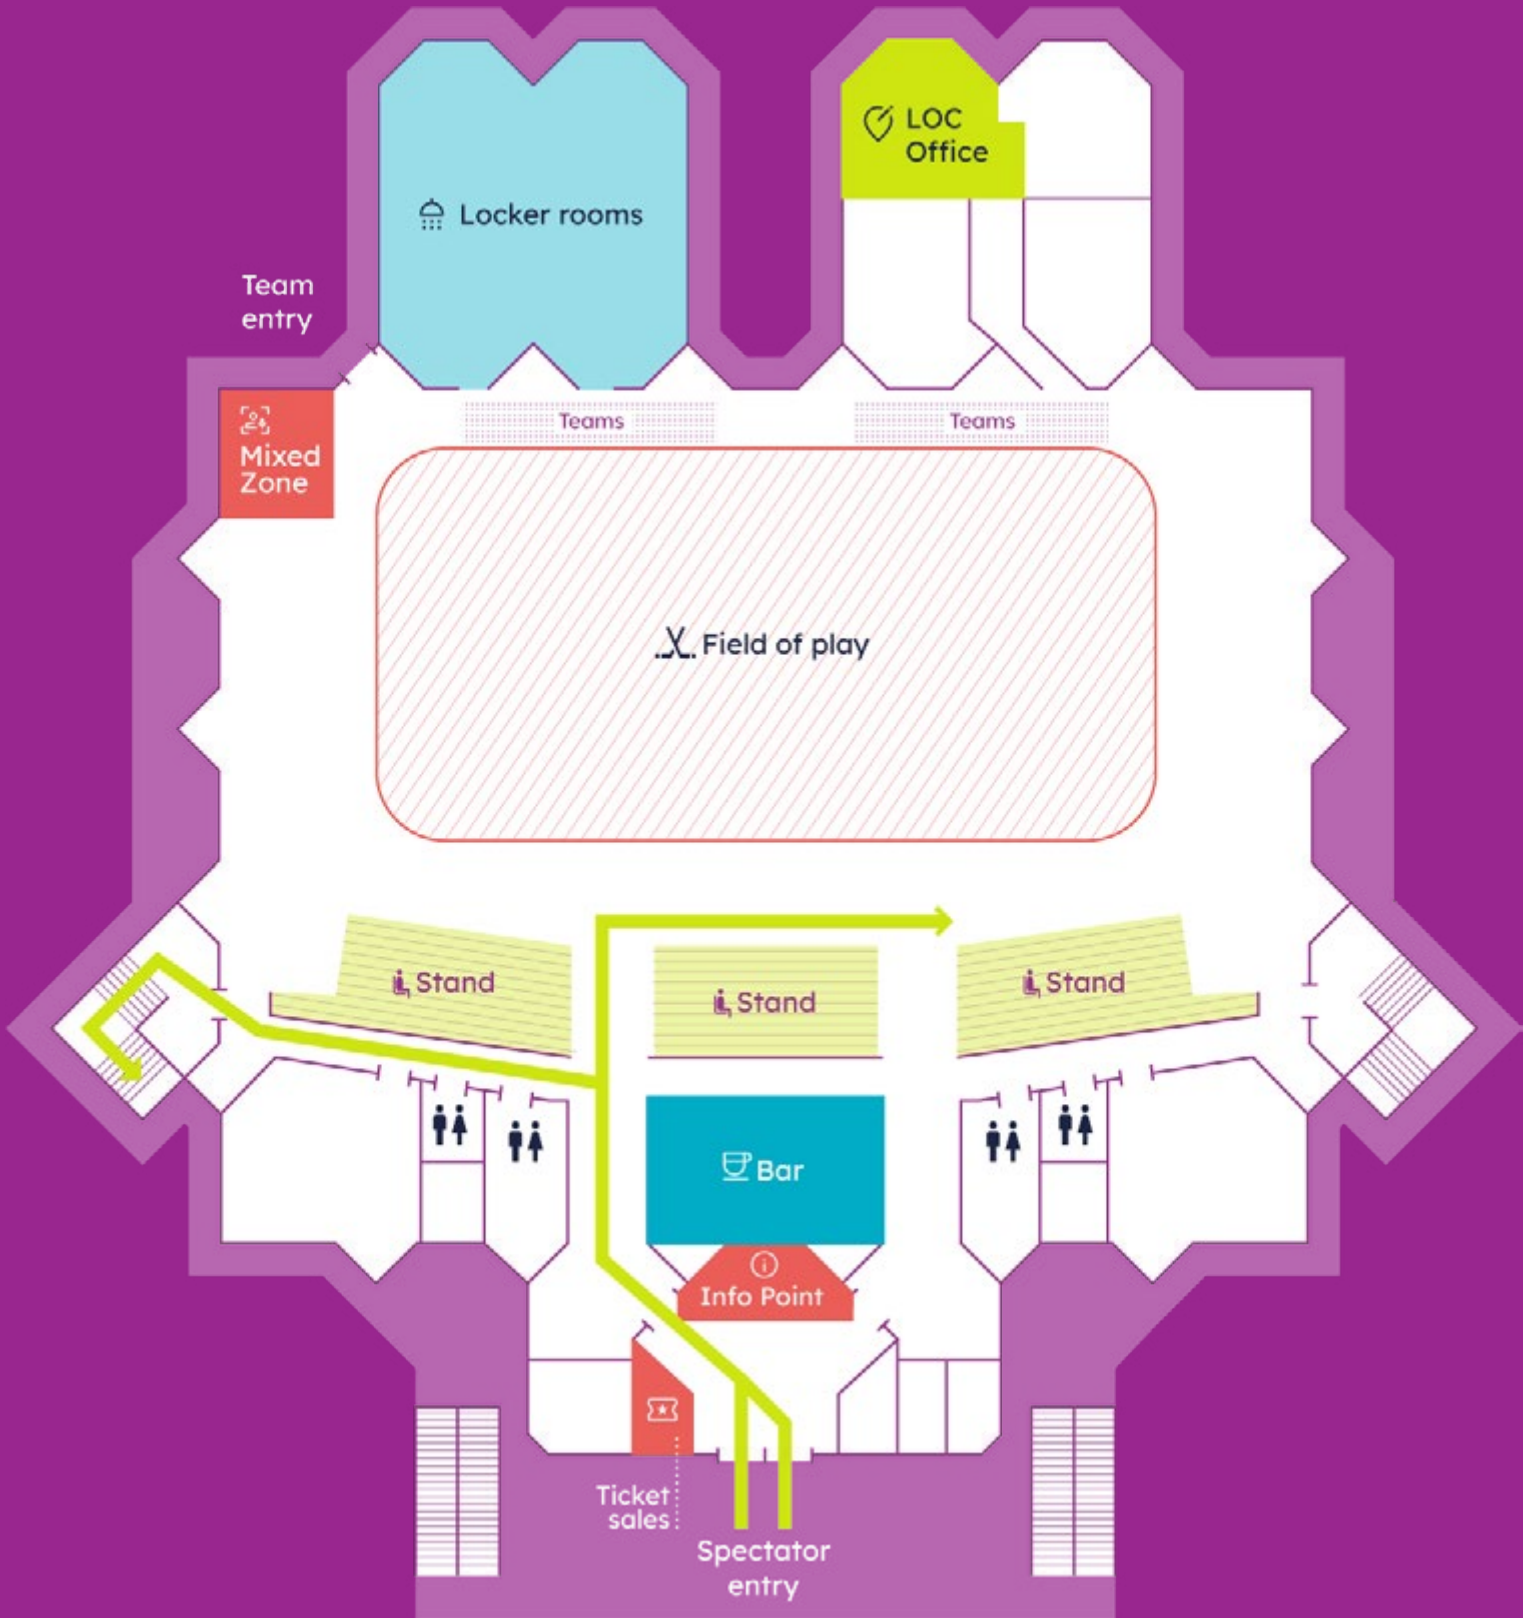 LOC
Office
Locker rooms
Team
entry
Teams
Teams
Mixed
Zone
Field of play
Stand
Stand
Stand
Bar
Info Point
Ticket
sales
Spectator
entry